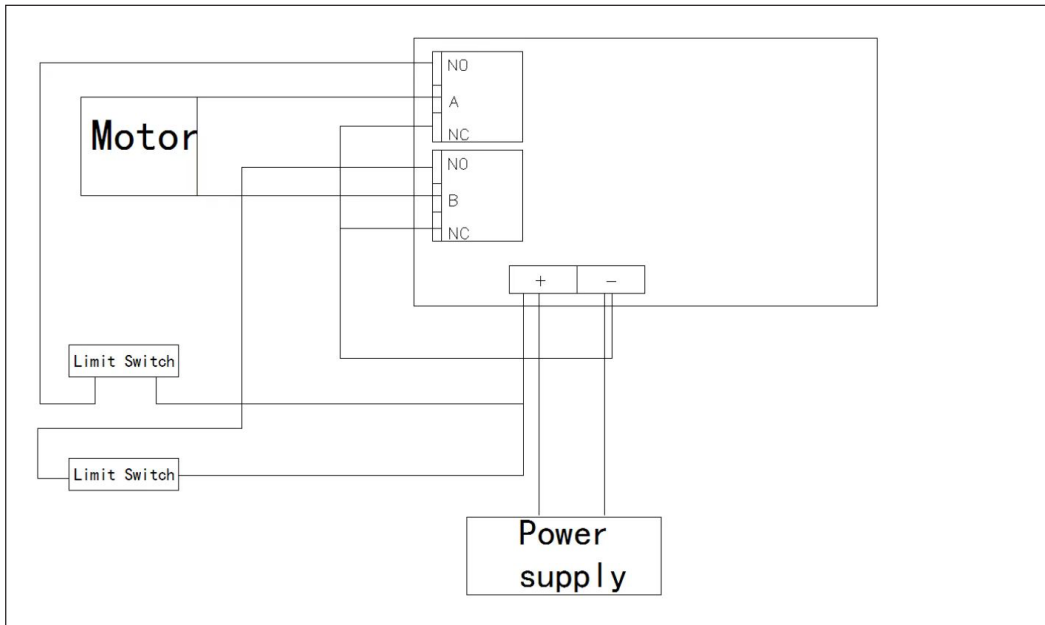 NO
A
NC
Motor
NO
B
NC
+ -
Limit Switch
Limit Switch
Power
supply